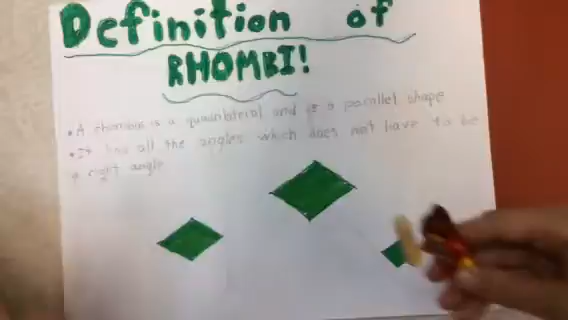 Definition of
RHOMBI!
• A rhombus is a quadrilateral and is a parallel shape
• It has all the angles which does not have to be
a right angle